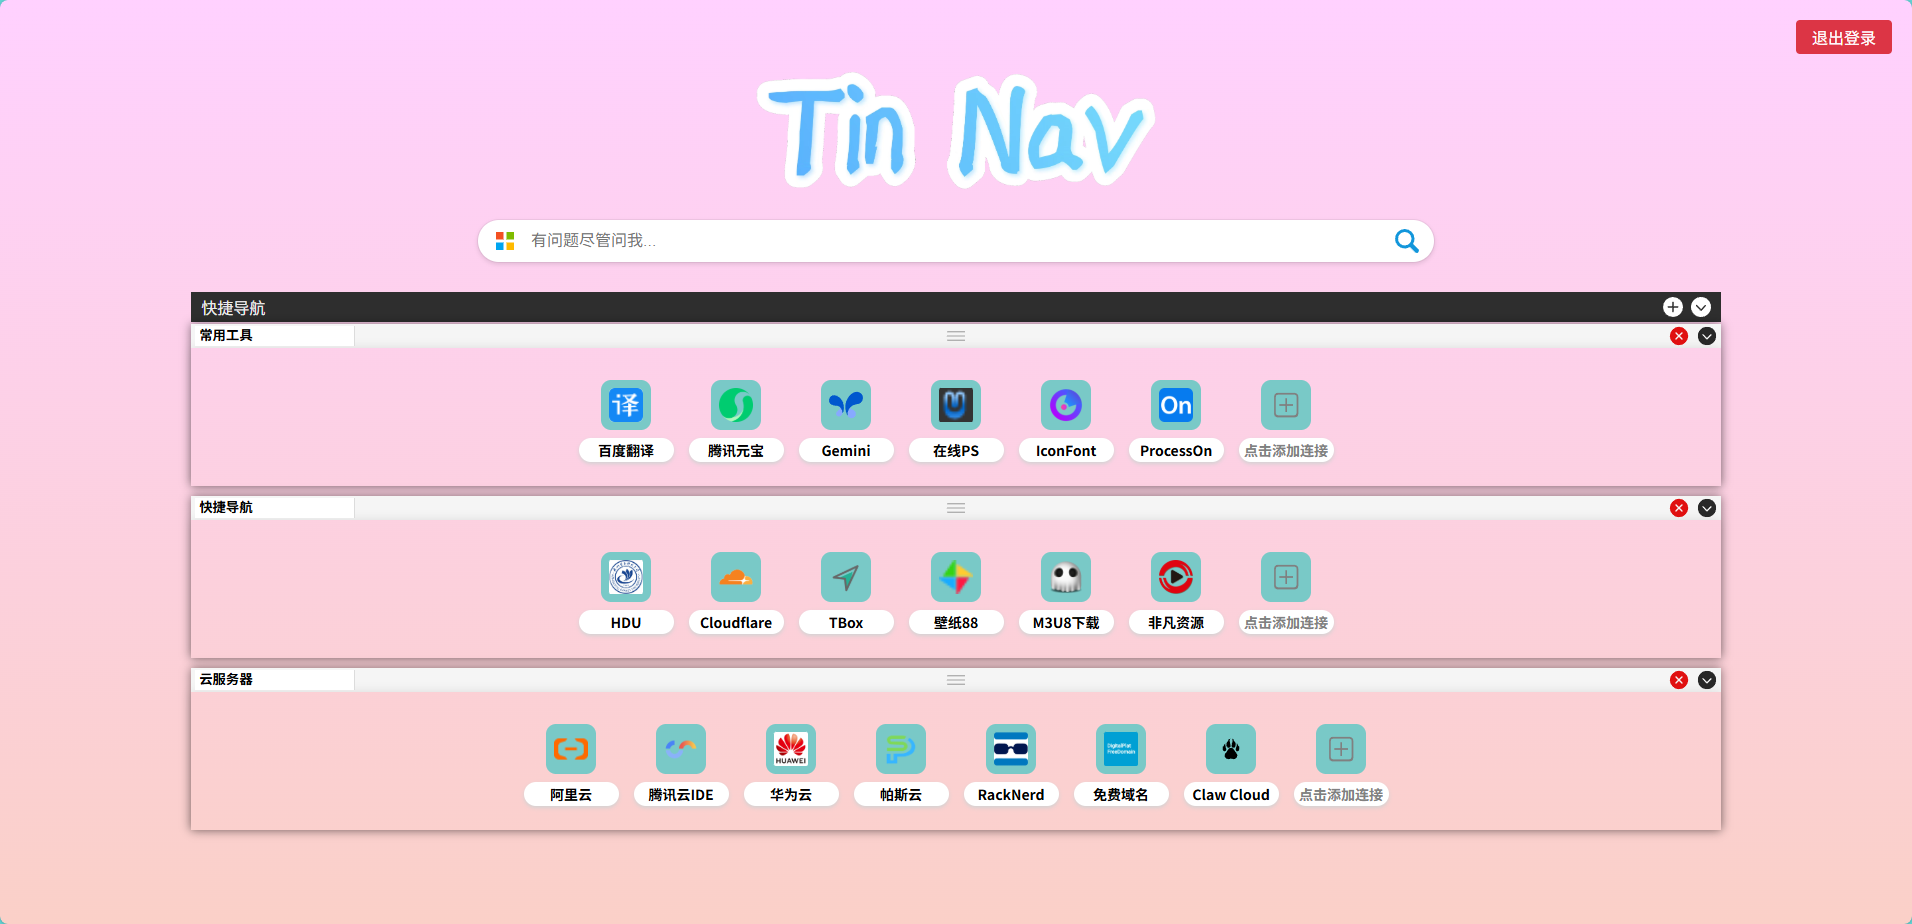 退出登录
Tin Nav
有问题尽管问我...
快捷导航
常用工具
译
On
百度翻译 腾讯元宝 Gemini 在线PS IconFont ProcessOn 点击添加连接
快捷导航
HDU Cloudflare TBox 壁纸88 M3U8下载 非凡资源 点击添加连接
云服务器
HUAWEI
DigitalPlat
FreeDomain
阿里云 腾讯云IDE 华为云 帕斯云 RackNerd 免费域名 Claw Cloud 点击添加连接